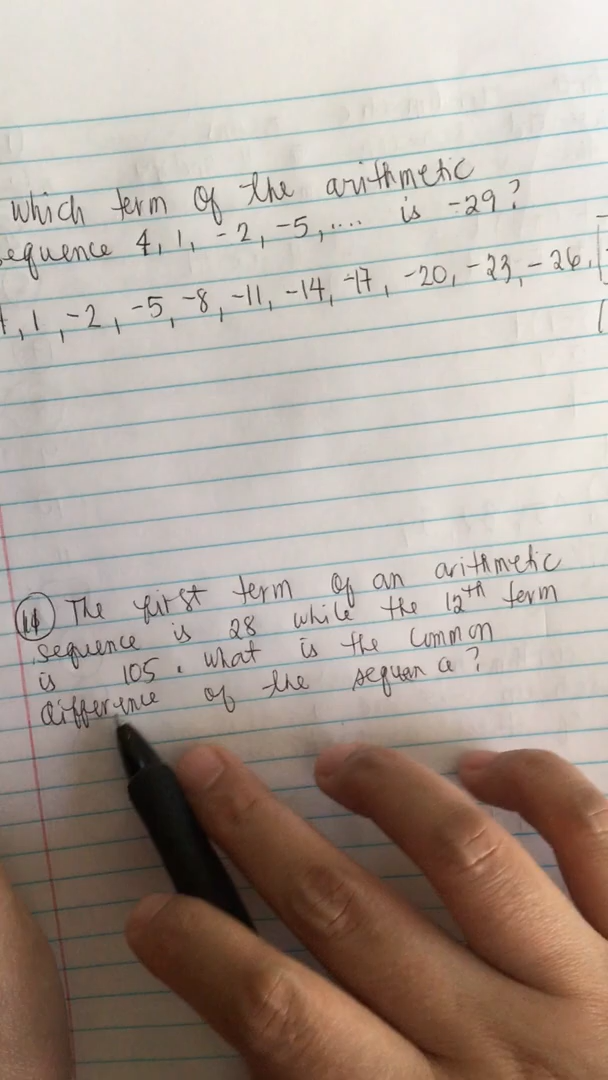 which term of the arithmetic
sequence 4, 1, -2, -5, .... is -29?
1, -2, -5, -8, -11, -14, -17, -20, -23, -26,
14 The first term of an arithmetic
sequence is 28 while the 12th term
is 105. what is the common
difference of the sequence?